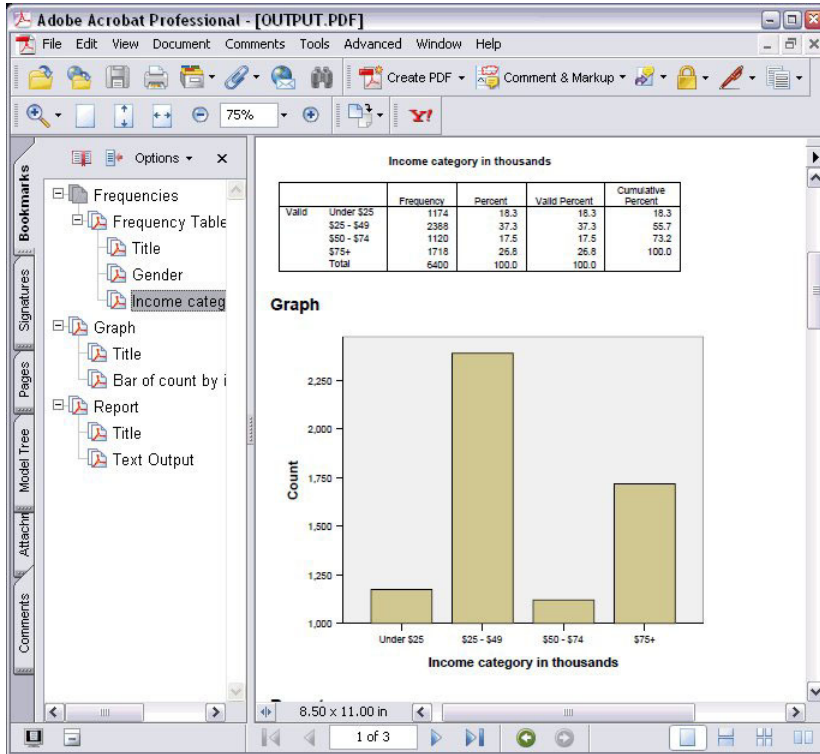 Adobe Acrobat Professional - [OUTPUT.PDF]
File Edit View Document Comments Tools Advanced Window Help
Create PDF Comment & Markup
75% Y!
Bookmarks
Signatures
Pages
Model Tree
Attachm
Comments
Options x
Frequencies
Frequency Table
Title
Gender
Income categ
Graph
Title
Bar of count by i
Report
Title
Text Output
Income category in thousands
Frequency Percent Valid Percent Cumulative Percent
Valid Under $25 1174 18.3 18.3 18.3
$25 - $49 2388 37.3 37.3 55.7
$50 - $74 1120 17.5 17.5 73.2
$75+ 1718 26.8 26.8 100.0
Total 6400 100.0 100.0
Graph
2,250
2,000
1,750
1,500
1,250
1,000
Count
Under $25 $25 - $49 $50 - $74 $75+
Income category in thousands
8.50 x 11.00 in
1 of 3